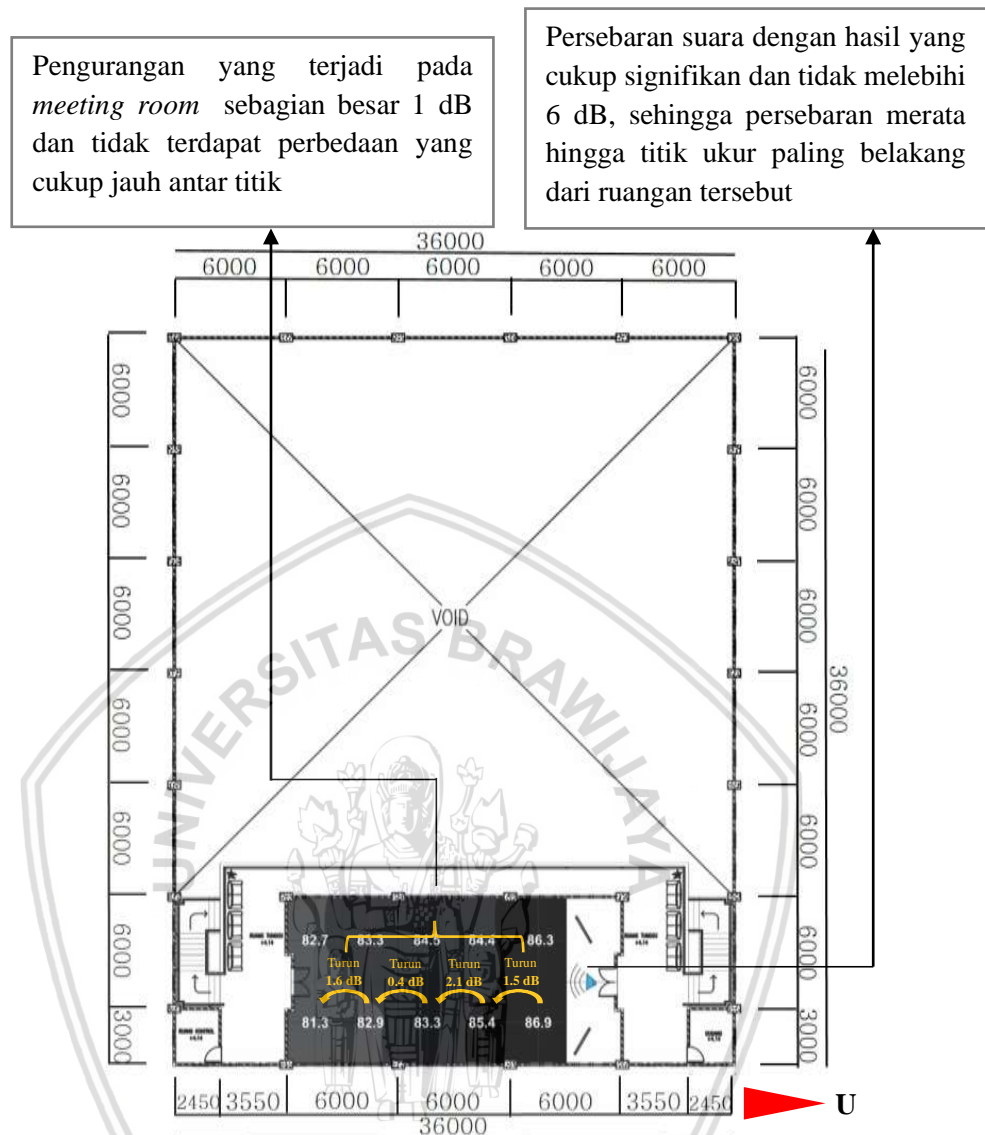 Pengurangan yang terjadi pada
meeting room sebagian besar 1 dB
dan tidak terdapat perbedaan yang
cukup jauh antar titik
Persebaran suara dengan hasil yang
cukup signifikan dan tidak melebihi
6 dB, sehingga persebaran merata
hingga titik ukur paling belakang
dari ruangan tersebut
36000
6000 6000 6000 6000 6000
6000 6000
6000 6000
6000 6000
6000 6000
6000 6000
6000 6000
3000 3000
36000
VOID
UNIVERSITAS BRAWIJAYA
82.7 83.3 84.5 84.4 86.3
Turun Turun Turun Turun
1.6 dB 0.4 dB 2.1 dB 1.5 dB
81.3 82.9 83.3 85.4 86.9
2450 3550 6000 6000 6000 3550 2450
36000
U